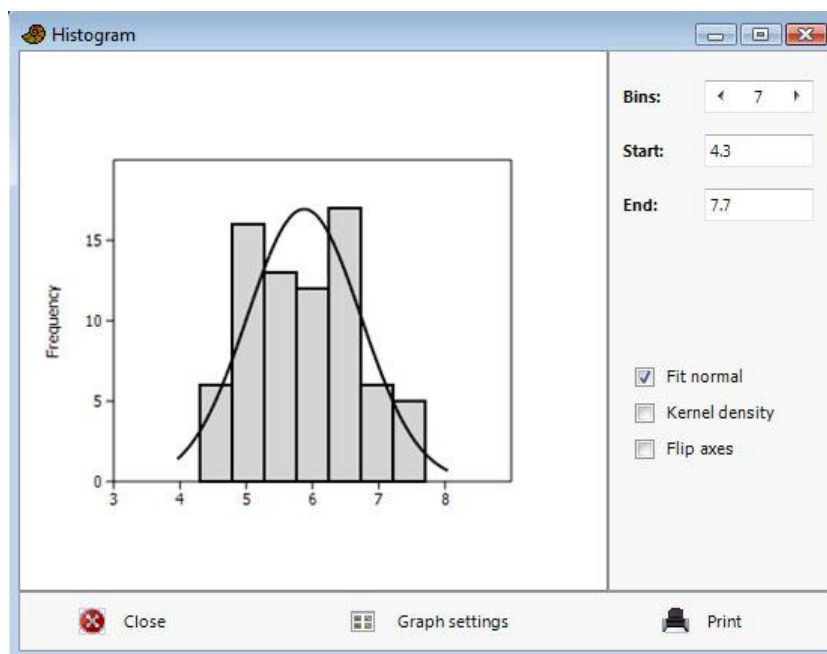 Histogram
Bins: 7
Start: 4.3
End: 7.7
15
10
5
0
Frequency
3 4 5 6 7 8
Fit normal
Kernel density
Flip axes
Close Graph settings Print